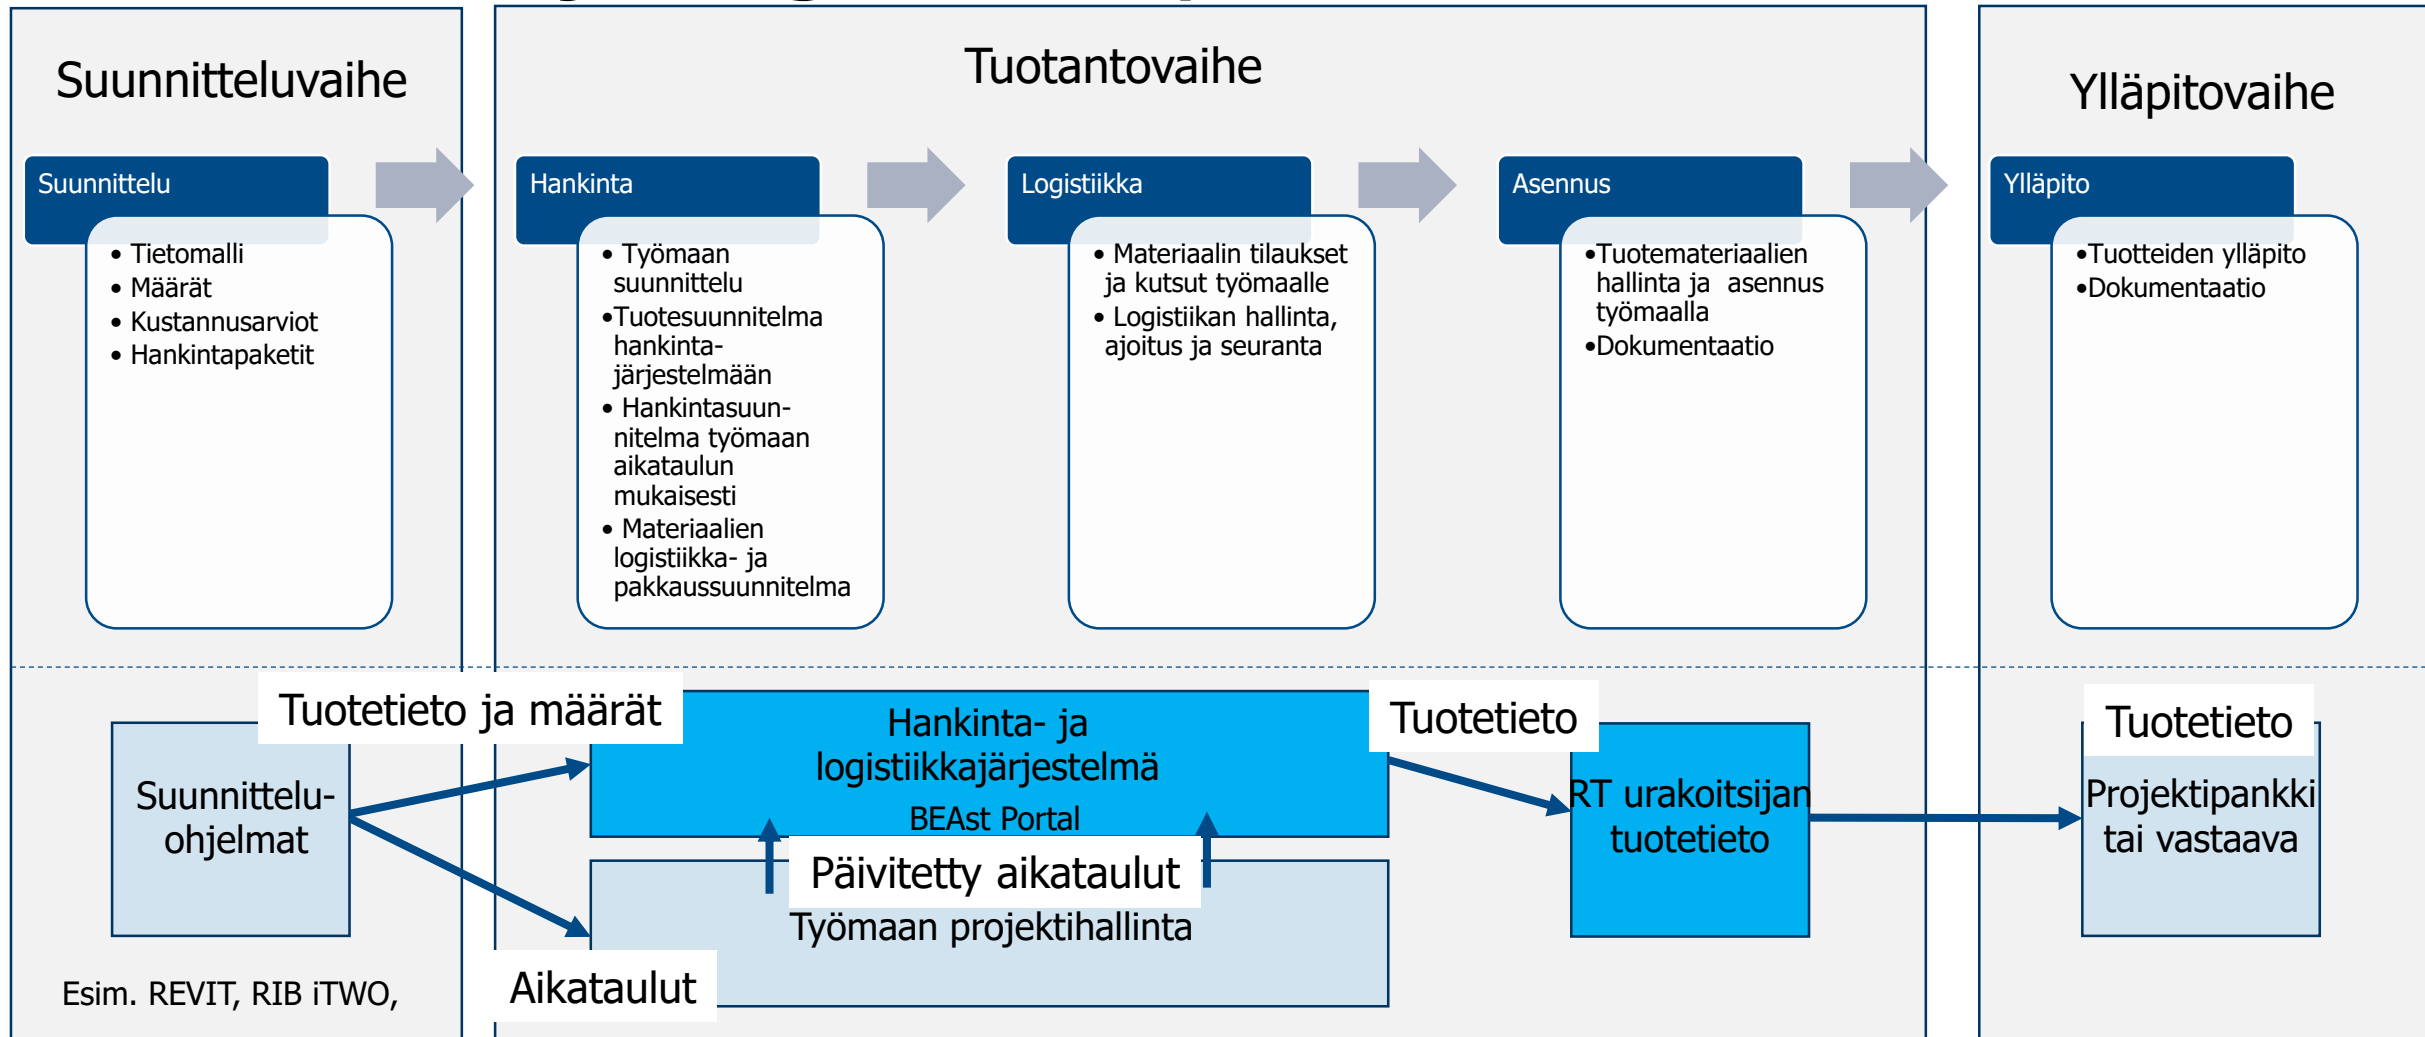 Suunnitteluvaihe
Tuotantovaihe
Ylläpitovaihe
Suunnittelu
• Tietomalli
• Määrät
• Kustannusarviot
• Hankintapaketit
Hankinta
• Työmaan
suunnittelu
•Tuotesuunnitelma
hankinta-
järjestelmään
• Hankintasuun-
nitelma työmaan
aikataulun
mukaisesti
• Materiaalien
logistiikka- ja
pakkaussuunnitelma
Logistiikka
• Materiaalin tilaukset
ja kutsut työmaalle
• Logistiikan hallinta,
ajoitus ja seuranta
Asennus
•Tuotemateriaalien
hallinta ja asennus
työmaalla
•Dokumentaatio
Ylläpito
•Tuotteiden ylläpito
•Dokumentaatio
Tuotetieto ja määrät
Suunnittelu-
ohjelmat
Esim. REVIT, RIB iTWO,
Hankinta- ja
logistiikkajärjestelmä
BEAst Portal
Päivitetty aikataulut
Työmaan projektihallinta
Aikataulut
Tuotetieto
RT urakoitsijan
tuotetieto
Tuotetieto
Projektipankki
tai vastaava